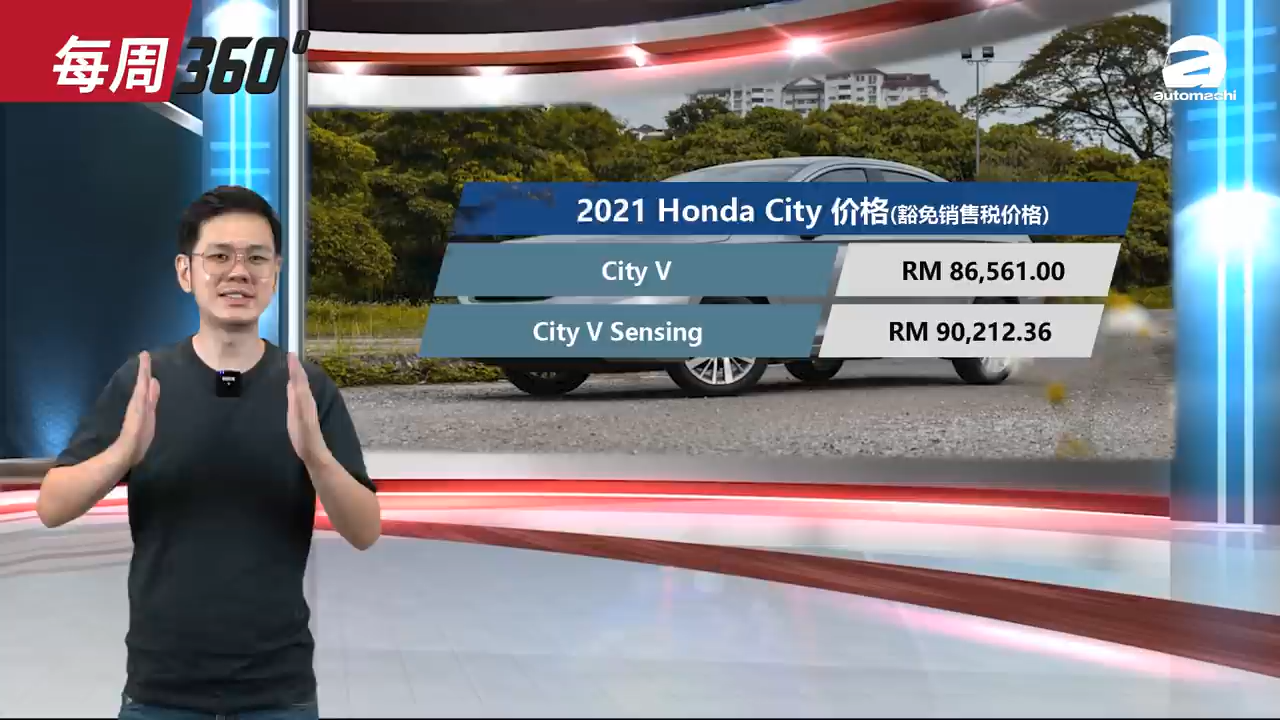 每周360°
automachi
2021 Honda City 价格(豁免销售税价格)
City V
RM 86,561.00
City V Sensing
RM 90,212.36